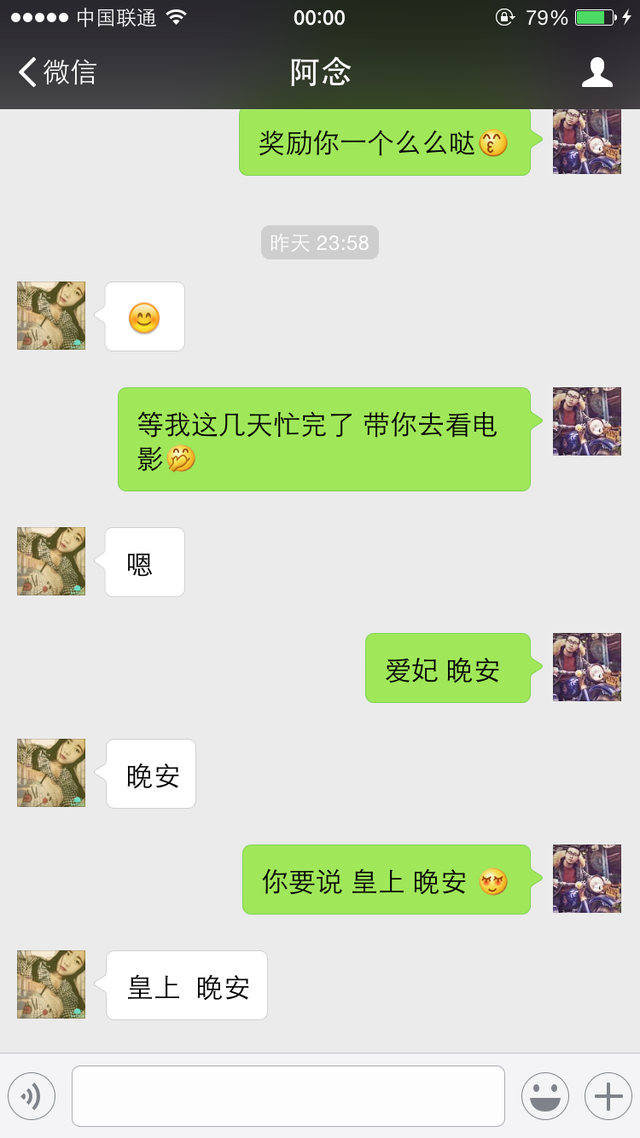 中国联通 00:00 79%
微信 阿念
奖励你一个么么哒😙
昨天 23:58
😊
等我这几天忙完了 带你去看电
影🤭
嗯
爱妃 晚安
晚安
你要说 皇上 晚安 😍
皇上 晚安